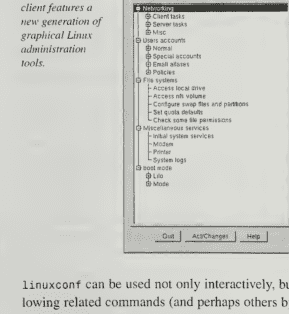 client features a
new generation of
graphical Linux
administration
tools.
Networking
Client tasks
Server tasks
Misc
Users accounts
Normal
Special accounts
Email aliases
Policies
File systems
Access local drive
Access nfs volume
Configure swap files and partitions
Set quota defaults
Check some file permissions
Miscellaneous services
Initial system services
Modem
Printer
System logs
boot mode
Lilo
Mode
Quit Act/Changes Help
linuxconf can be used not only interactively, bu
lowing related commands (and perhaps others b